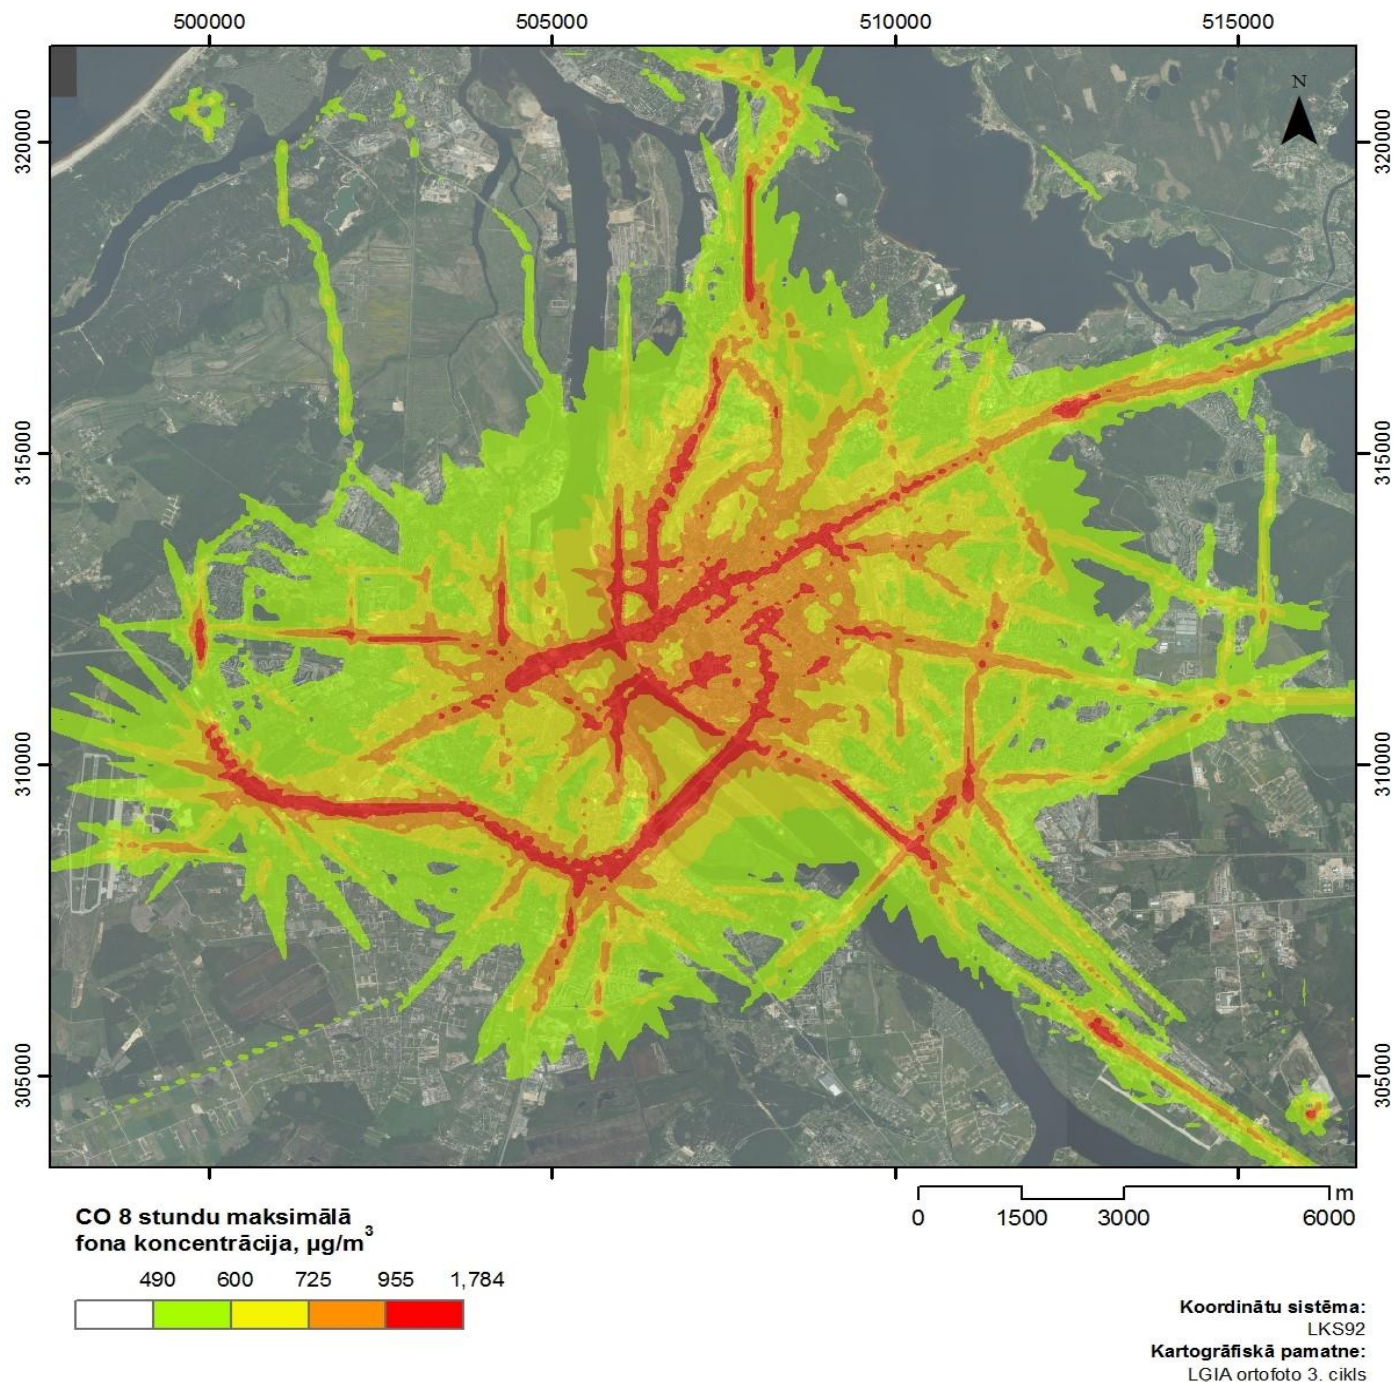 500000 505000 510000 515000
N
320000 320000
315000 315000
310000 310000
305000 305000
500000 505000 510000 515000
m
0 1500 3000 6000
CO 8 stundu maksimālā
fona koncentrācija, µg/m³
490 600 725 955 1,784
Koordinātu sistēma:
LKS92
Kartogrāfiskā pamatne:
LGIA ortofoto 3. cikls